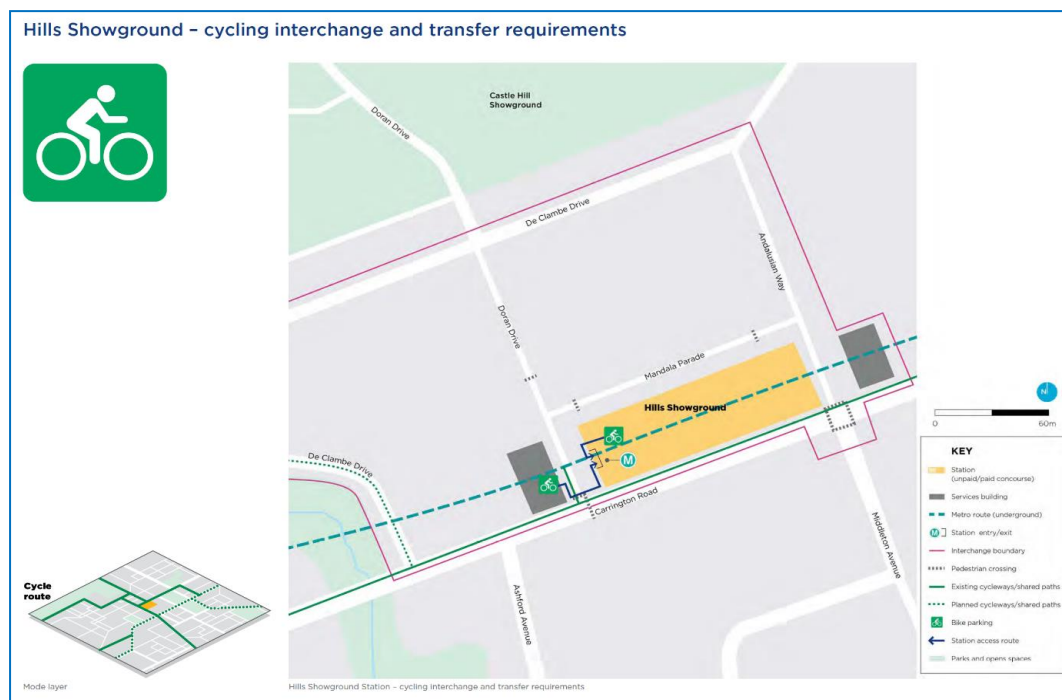 Hills Showground – cycling interchange and transfer requirements
Castle Hill
Showground
Doran Drive
De Clambe Drive
Andalusian Way
Doran Drive
Mandala Parade
Hills Showground
M
De Clambe Drive
Carrington Road
Ashford Avenue
Middleton Avenue
N
0
60m
KEY
Station
(unpaid/paid concourse)
Services building
Metro route (underground)
M
Station entry/exit
Interchange boundary
Pedestrian crossing
Existing cycleways/shared paths
Planned cycleways/shared paths
Bike parking
Station access route
Parks and opens spaces
Cycle
route
Mode layer
Hills Showground Station – cycling interchange and transfer requirements